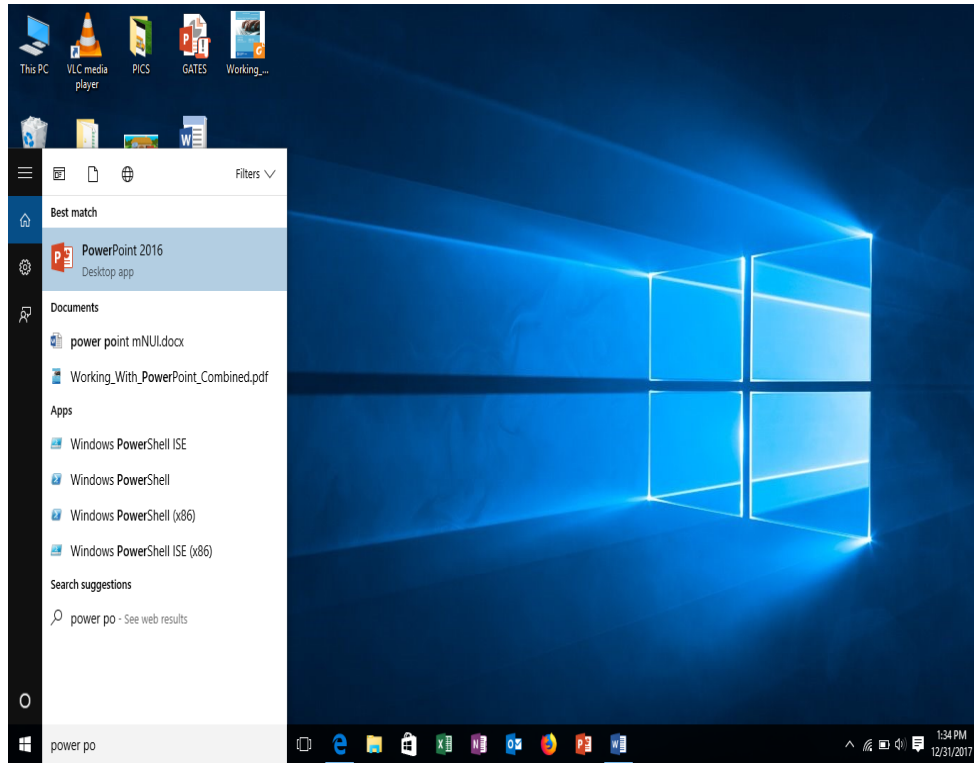 This PC
VLC media
player
PICS
GATES
Working_...
Filters
Best match
PowerPoint 2016
Desktop app
Documents
power point mNUI.docx
Working_With_PowerPoint_Combined.pdf
Apps
Windows PowerShell ISE
Windows PowerShell
Windows PowerShell (x86)
Windows PowerShell ISE (x86)
Search suggestions
power po - See web results
power po
1:34 PM
12/31/2017